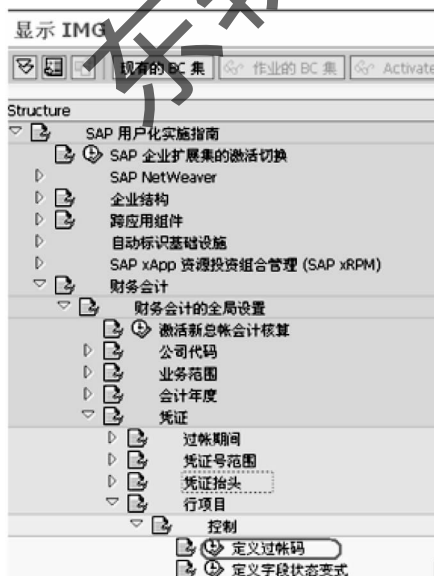 显示 IMG
现有的 BC 集 作业的 BC 集 Activate
Structure
SAP 用户化实施指南
SAP 企业扩展集的激活切换
SAP NetWeaver
企业结构
跨应用组件
自动标识基础设施
SAP xApp 资源投资组合管理 (SAP xRPM)
财务会计
财务会计的全局设置
激活新总帐会计核算
公司代码
业务范围
会计年度
凭证
过帐期间
凭证号范围
凭证抬头
行项目
控制
定义过帐码
定义字段状态变式